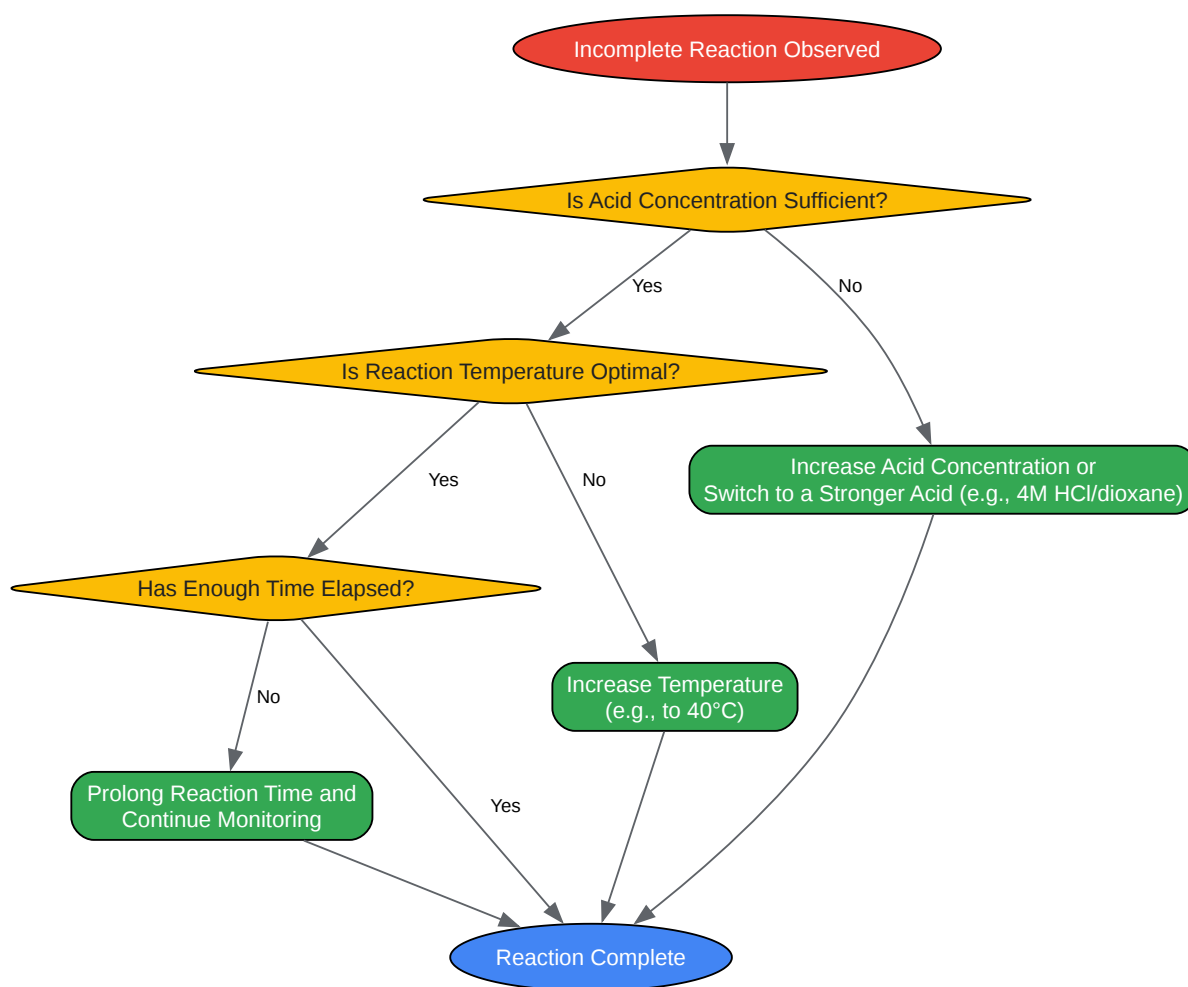 Incomplete Reaction Observed
Is Acid Concentration Sufficient?
Yes
No
Is Reaction Temperature Optimal?
Yes
No
Increase Acid Concentration or
Switch to a Stronger Acid (e.g., 4M HCl/dioxane)
Has Enough Time Elapsed?
No
Yes
Increase Temperature
(e.g., to 40°C)
Prolong Reaction Time and
Continue Monitoring
Reaction Complete